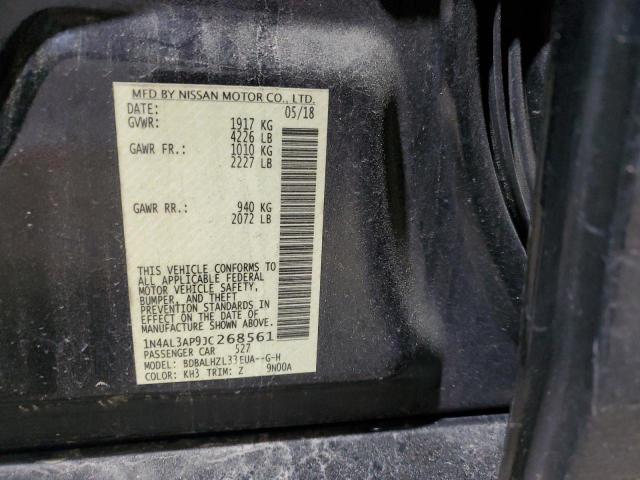 MFD BY NISSAN MOTOR CO., LTD.
DATE: 05/18
GVWR: 1917 KG
4226 LB
GAWR FR.: 1010 KG
2227 LB
GAWR RR.: 940 KG
2072 LB
THIS VEHICLE CONFORMS TO
ALL APPLICABLE FEDERAL
MOTOR VEHICLE SAFETY,
BUMPER, AND THEFT
PREVENTION STANDARDS IN
EFFECT ON THE DATE OF
MANUFACTURE SHOWN ABOVE.
1N4AL3AP9JC268561
PASSENGER CAR 527
MODEL: BDBALHZL33EUA--G-H
COLOR: KH3 TRIM: Z 9N00A